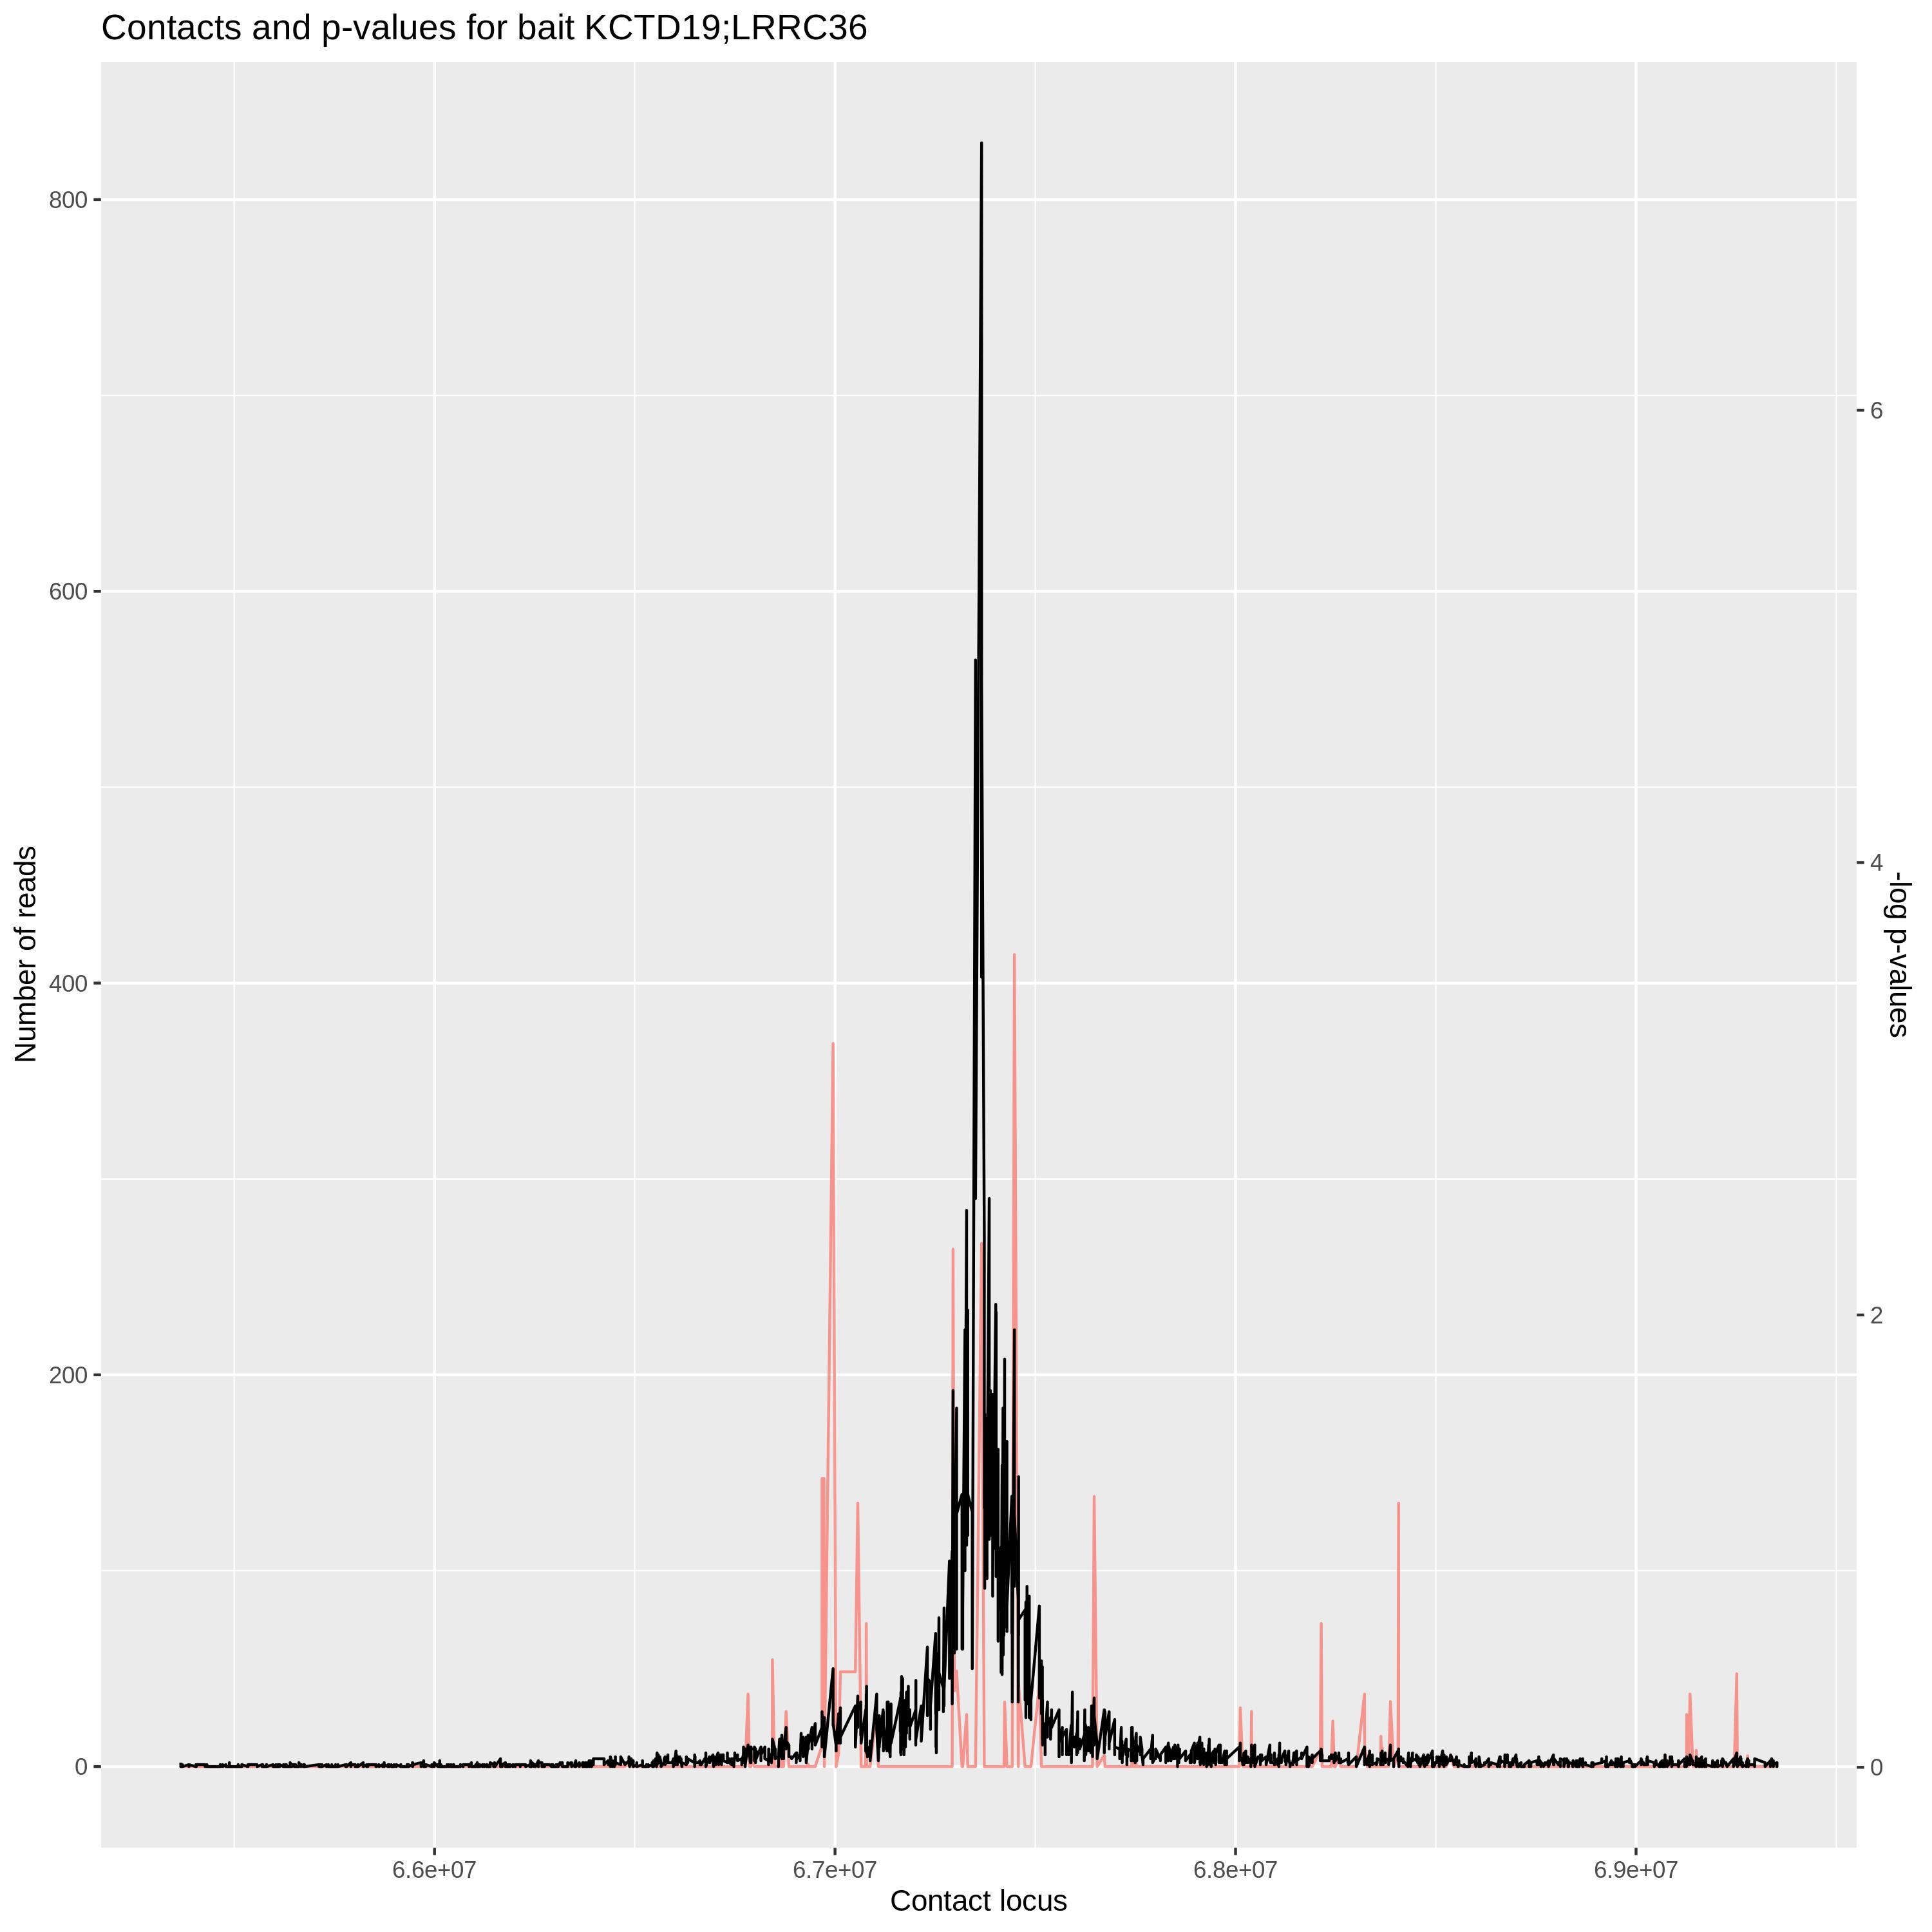 Contacts and p-values for bait KCTD19;LRRC36
800
600
400
200
0
Number of reads
6
4
2
0
-log p-values
6.6e+07
6.7e+07
6.8e+07
6.9e+07
Contact locus